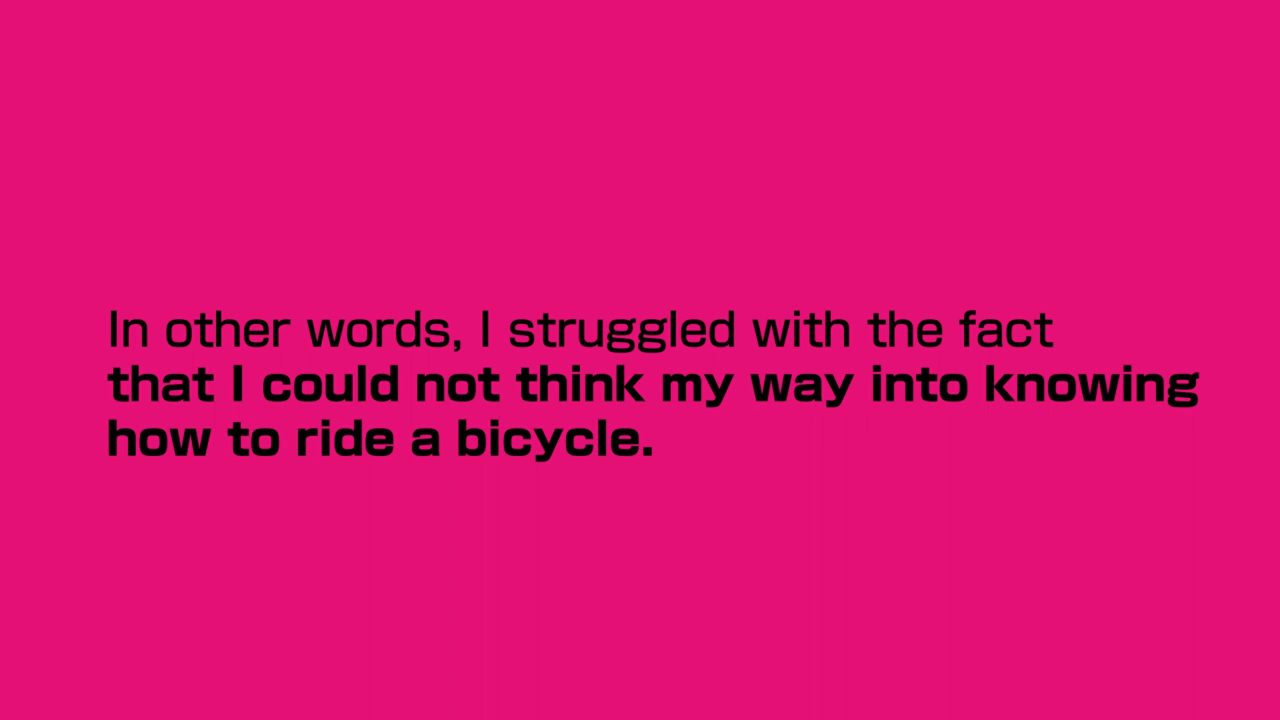 In other words, I struggled with the fact
that I could not think my way into knowing
how to ride a bicycle.